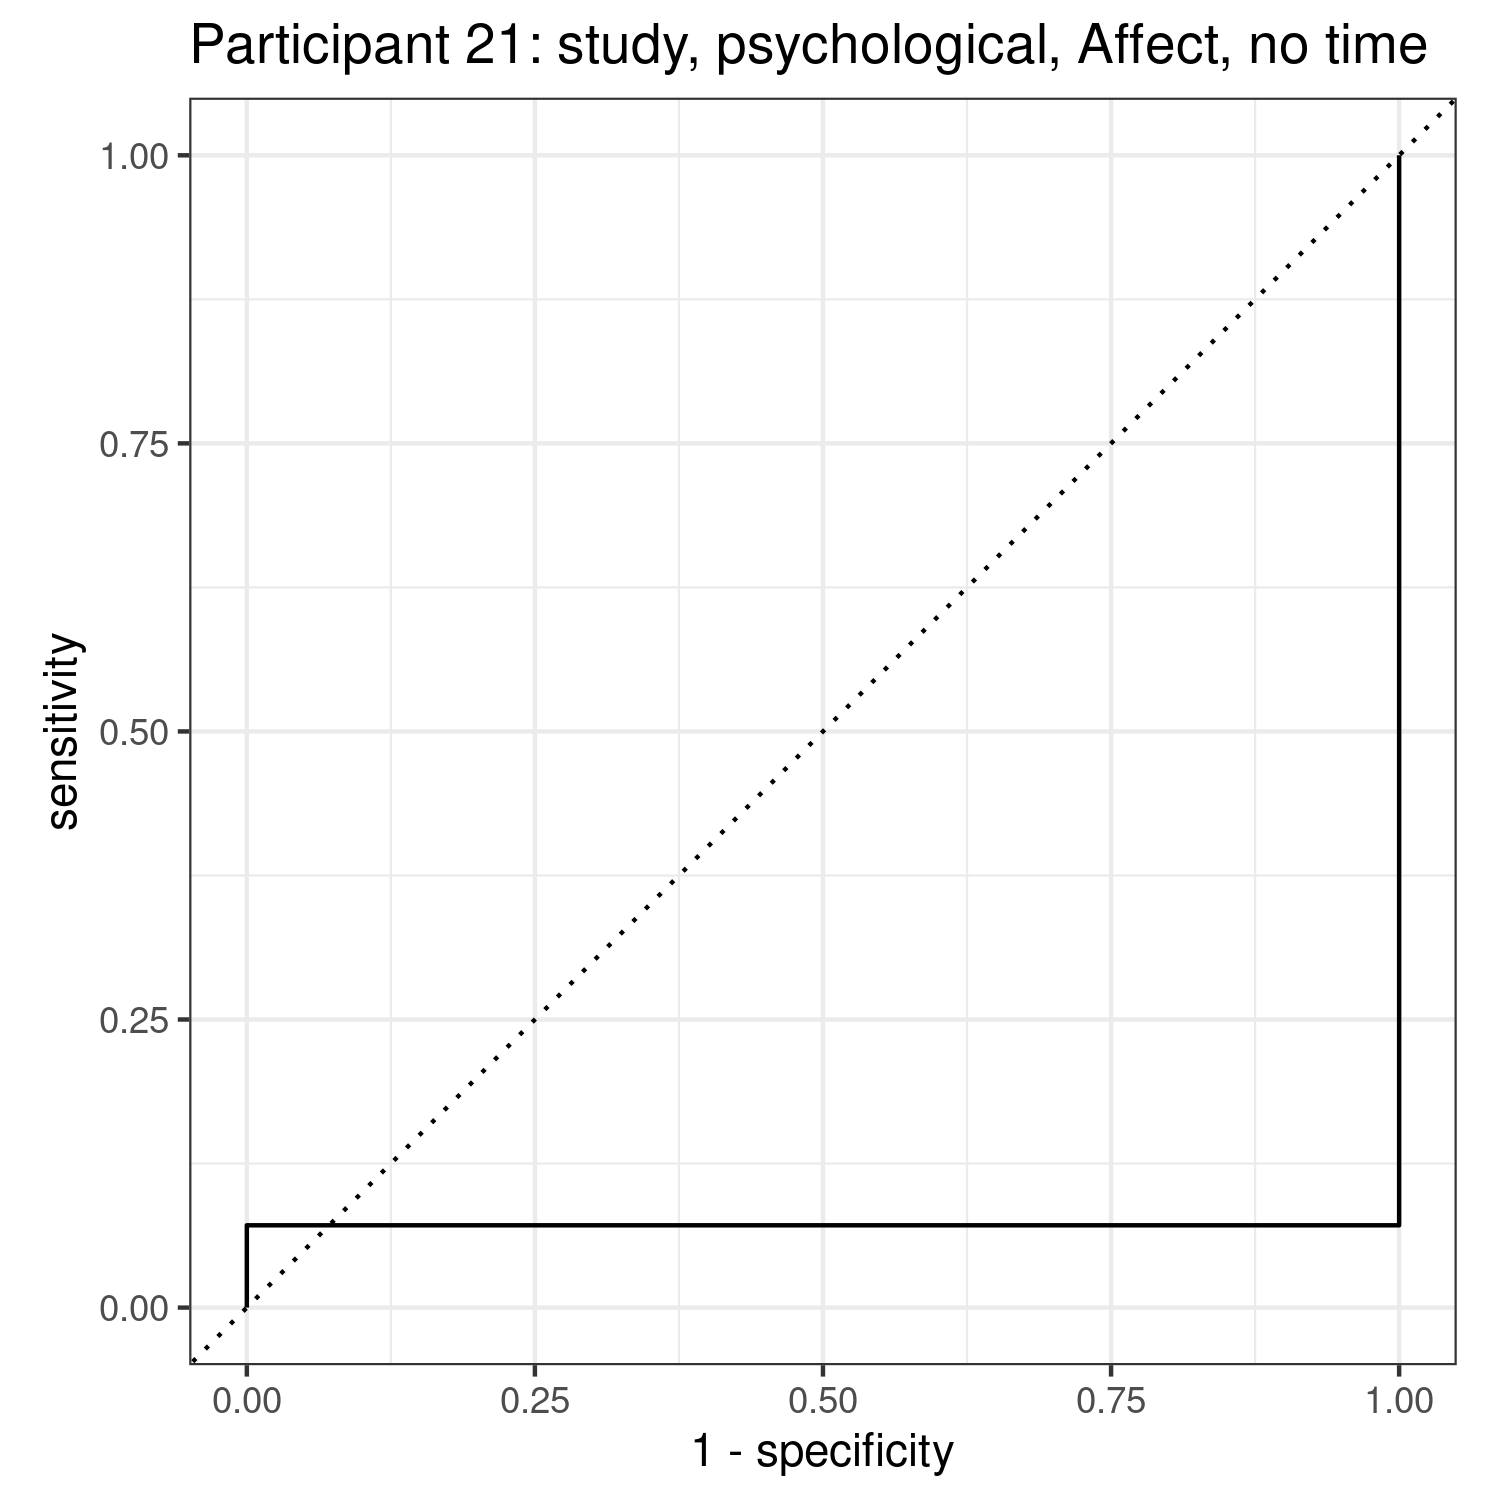 Participant 21: study, psychological, Affect, no time
1.00
0.75
0.50
0.25
0.00
sensitivity
0.00 0.25 0.50 0.75 1.00
1 - specificity